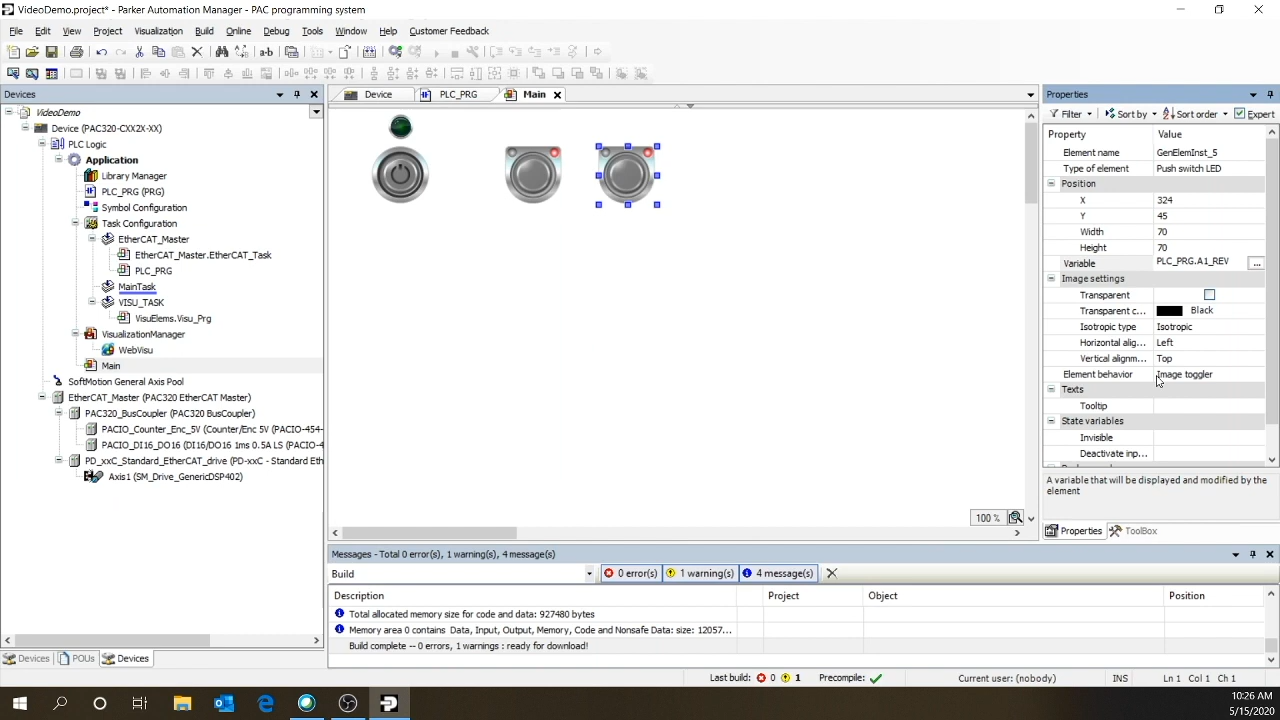 VideoDemo.project* - Parker Automation Manager - PAC programming system
File Edit View Project Visualization Build Online Debug Tools Window Help Customer Feedback
Devices
VideoDemo
Device (PAC320-CXX2X-XX)
PLC Logic
Application
Library Manager
PLC_PRG (PRG)
Symbol Configuration
Task Configuration
EtherCAT_Master
EtherCAT_Master.EtherCAT_Task
PLC_PRG
MainTask
VISU_TASK
VisuElems.Visu_Prg
VisualizationManager
WebVisu
Main
SoftMotion General Axis Pool
EtherCAT_Master (PAC320 EtherCAT Master)
PAC320_BusCoupler (PAC320 BusCoupler)
PACIO_Counter_Enc_5V (Counter/Enc 5V (PACIO-454-
PACIO_DI16_DO16 (DI16/DO16 1ms 0.5A LS (PACIO-4
PD_xxC_Standard_EtherCAT_drive (PD-xxC - Standard Eth
Axis1 (SM_Drive_GenericDSP402)
Devices POUs Devices
Device PLC_PRG Main
100 %
Properties
Filter Sort by Sort order Expert
Property Value
Element name GenElemInst_5
Type of element Push switch LED
Position
X 324
Y 45
Width 70
Height 70
Variable PLC_PRG.A1_REV ...
Image settings
Transparent
Transparent c... Black
Isotropic type Isotropic
Horizontal alig... Left
Vertical alignm... Top
Element behavior Image toggler
Texts
Tooltip
State variables
Invisible
Deactivate inp...
A variable that will be displayed and modified by the
element
Properties ToolBox
Messages - Total 0 error(s), 1 warning(s), 4 message(s)
Build 0 error(s) 1 warning(s) 4 message(s)
Description Project Object Position
Total allocated memory size for code and data: 927480 bytes
Memory area 0 contains Data, Input, Output, Memory, Code and Nonsafe Data: size: 12057...
Build complete -- 0 errors, 1 warnings : ready for download!
Last build: 0 1 Precompile: Current user: (nobody) INS Ln 1 Col 1 Ch 1
10:26 AM
5/15/2020